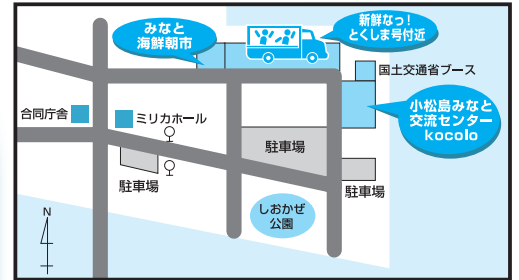 みなと
海鮮朝市
新鮮なっ!
とくしま号付近
国土交通省ブース
小松島みなと
交流センター
kocolo
合同庁舎
ミリカホール
駐車場
駐車場
駐車場
しおかぜ
公園
N